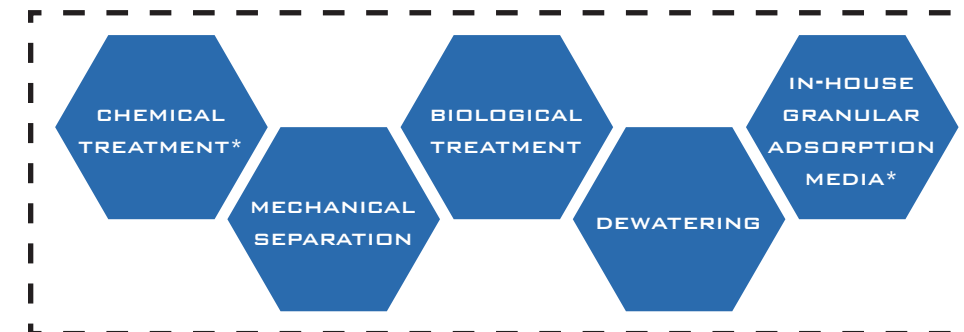 CHEMICAL
TREATMENT*
MECHANICAL
SEPARATION
BIOLOGICAL
TREATMENT
DEWATERING
IN-HOUSE
GRANULAR
ADSORPTION
MEDIA*